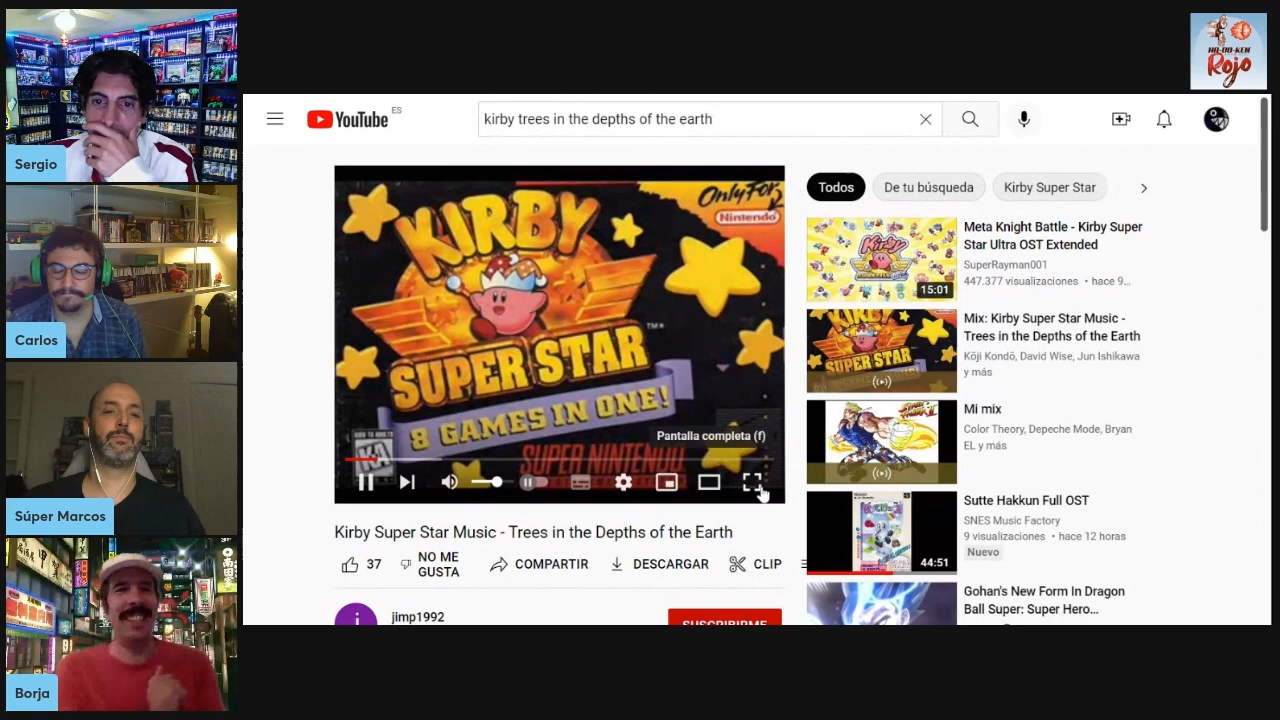 Sergio
Carlos
Súper Marcos
Borja
HA-DO-KEN
Rojo
YouTube ES
kirby trees in the depths of the earth
Only For
Nintendo
KIRBY
SUPER STAR
TM
8 GAMES IN ONE!
SUPER NINTENDO
KA
Pantalla completa (f)
Kirby Super Star Music - Trees in the Depths of the Earth
37
NO ME GUSTA
COMPARTIR
DESCARGAR
CLIP
jimp1992
SUSCRIBIRME
Todos
De tu búsqueda
Kirby Super Star
15:01
Meta Knight Battle - Kirby Super
Star Ultra OST Extended
SuperRayman001
447.377 visualizaciones • hace 9...
KIRBY
SUPER STAR
Mix: Kirby Super Star Music -
Trees in the Depths of the Earth
Kōji Kondō, David Wise, Jun Ishikawa
y más
Mi mix
Color Theory, Depeche Mode, Bryan
EL y más
44:51
Sutte Hakkun Full OST
SNES Music Factory
9 visualizaciones • hace 12 horas
Nuevo
Gohan's New Form In Dragon
Ball Super: Super Hero...